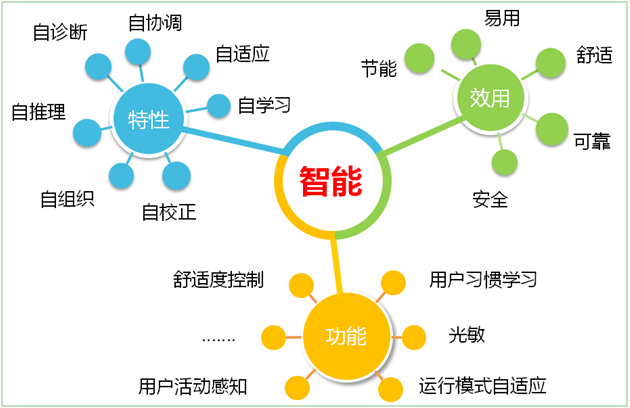 自协调
自诊断
自适应
自推理
特性
自学习
自组织
自校正
易用
节能
舒适
效用
可靠
安全
智能
舒适度控制
用户习惯学习
.......
功能
光敏
用户活动感知
运行模式自适应